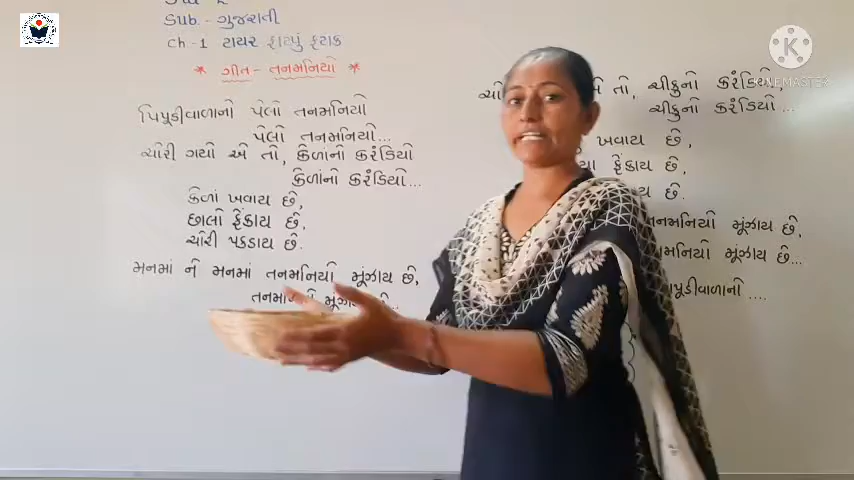 Sub. - ગુજરાતી
Ch-1 ટાયર ફાટ્યું ફટાક
* ગીત - તનમનિયો *
પિપૂડીવાળાનો પેલો તનમનિયો
પેલો તનમનિયો...
ચોરી ગયો એ તો, કેળાંનો કરંડિયો
કેળાંનો કરંડિયો...
કેળાં ખવાય છે,
છાલો ફેંકાય છે,
ચોરી પકડાય છે.
મનમાં ને મનમાં તનમનિયો મૂંઝાય છે,
તો, ચીકુનો કરંડિયો,
ચીકુનો કરંડિયો...
ખવાય છે,
ફેંકાય છે,
છે.
તનમનિયો મૂંઝાય છે,
મૂંઝાય છે...
KINEMASTER